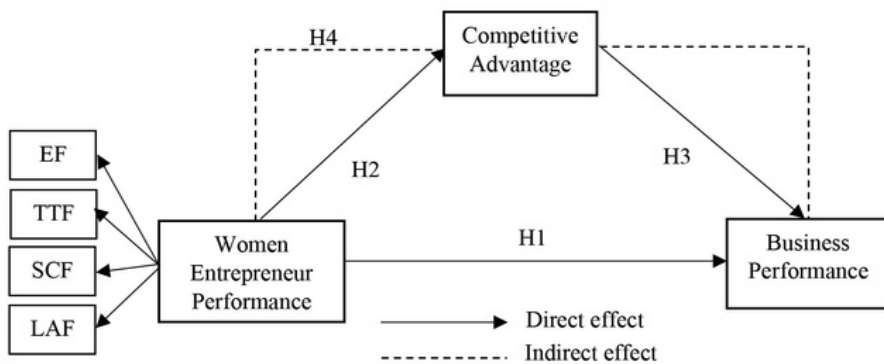 H4
Competitive
Advantage
EF
H2
H3
TTF
SCF
Women
Entrepreneur
Performance
H1
Business
Performance
LAF
Direct effect
Indirect effect